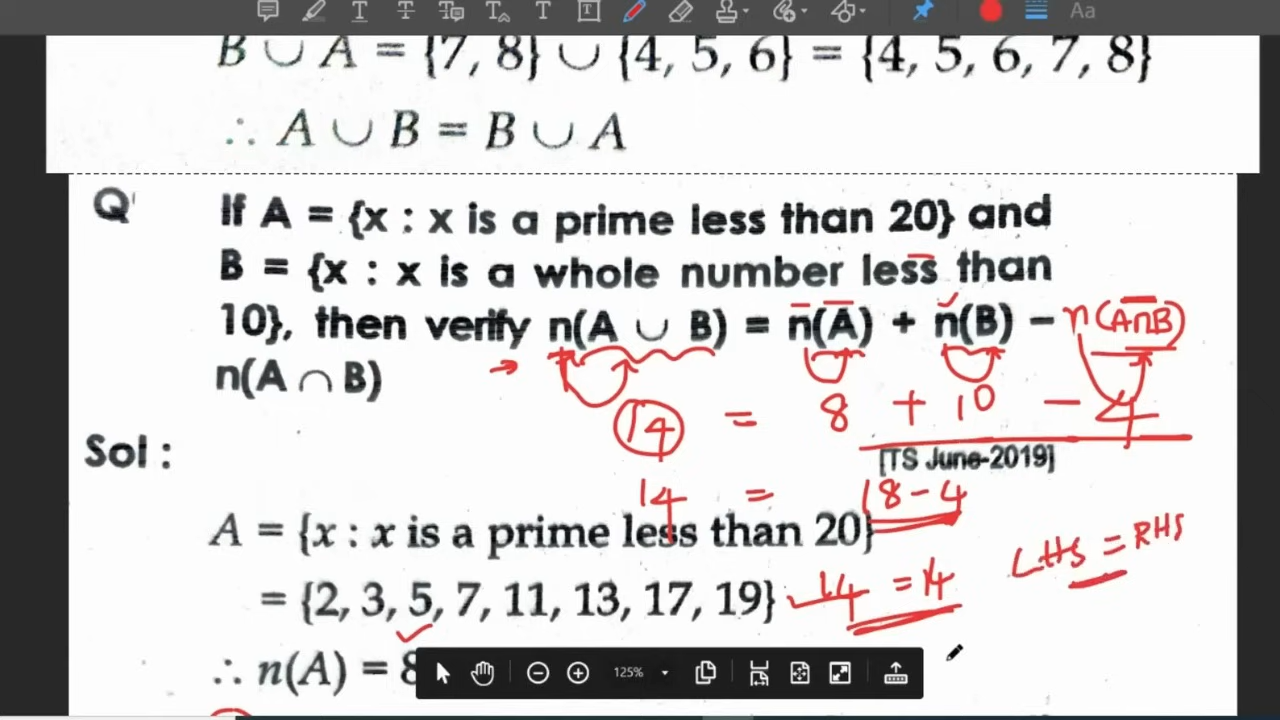 B ∪ A = {7, 8} ∪ {4, 5, 6} = {4, 5, 6, 7, 8}
∴ A ∪ B = B ∪ A
Q If A = {x : x is a prime less than 20} and
B = {x : x is a whole number less than
10}, then verify n(A ∪ B) = n(A) + n(B) − n(A∩B)
n(A ∩ B)
14 = 8 + 10 − 4
Sol :
[TS June-2019]
14 = 18 − 4
A = {x : x is a prime less than 20}
LHS = RHS
= {2, 3, 5, 7, 11, 13, 17, 19}
14 = 14
∴ n(A) = 8
125%
Aa